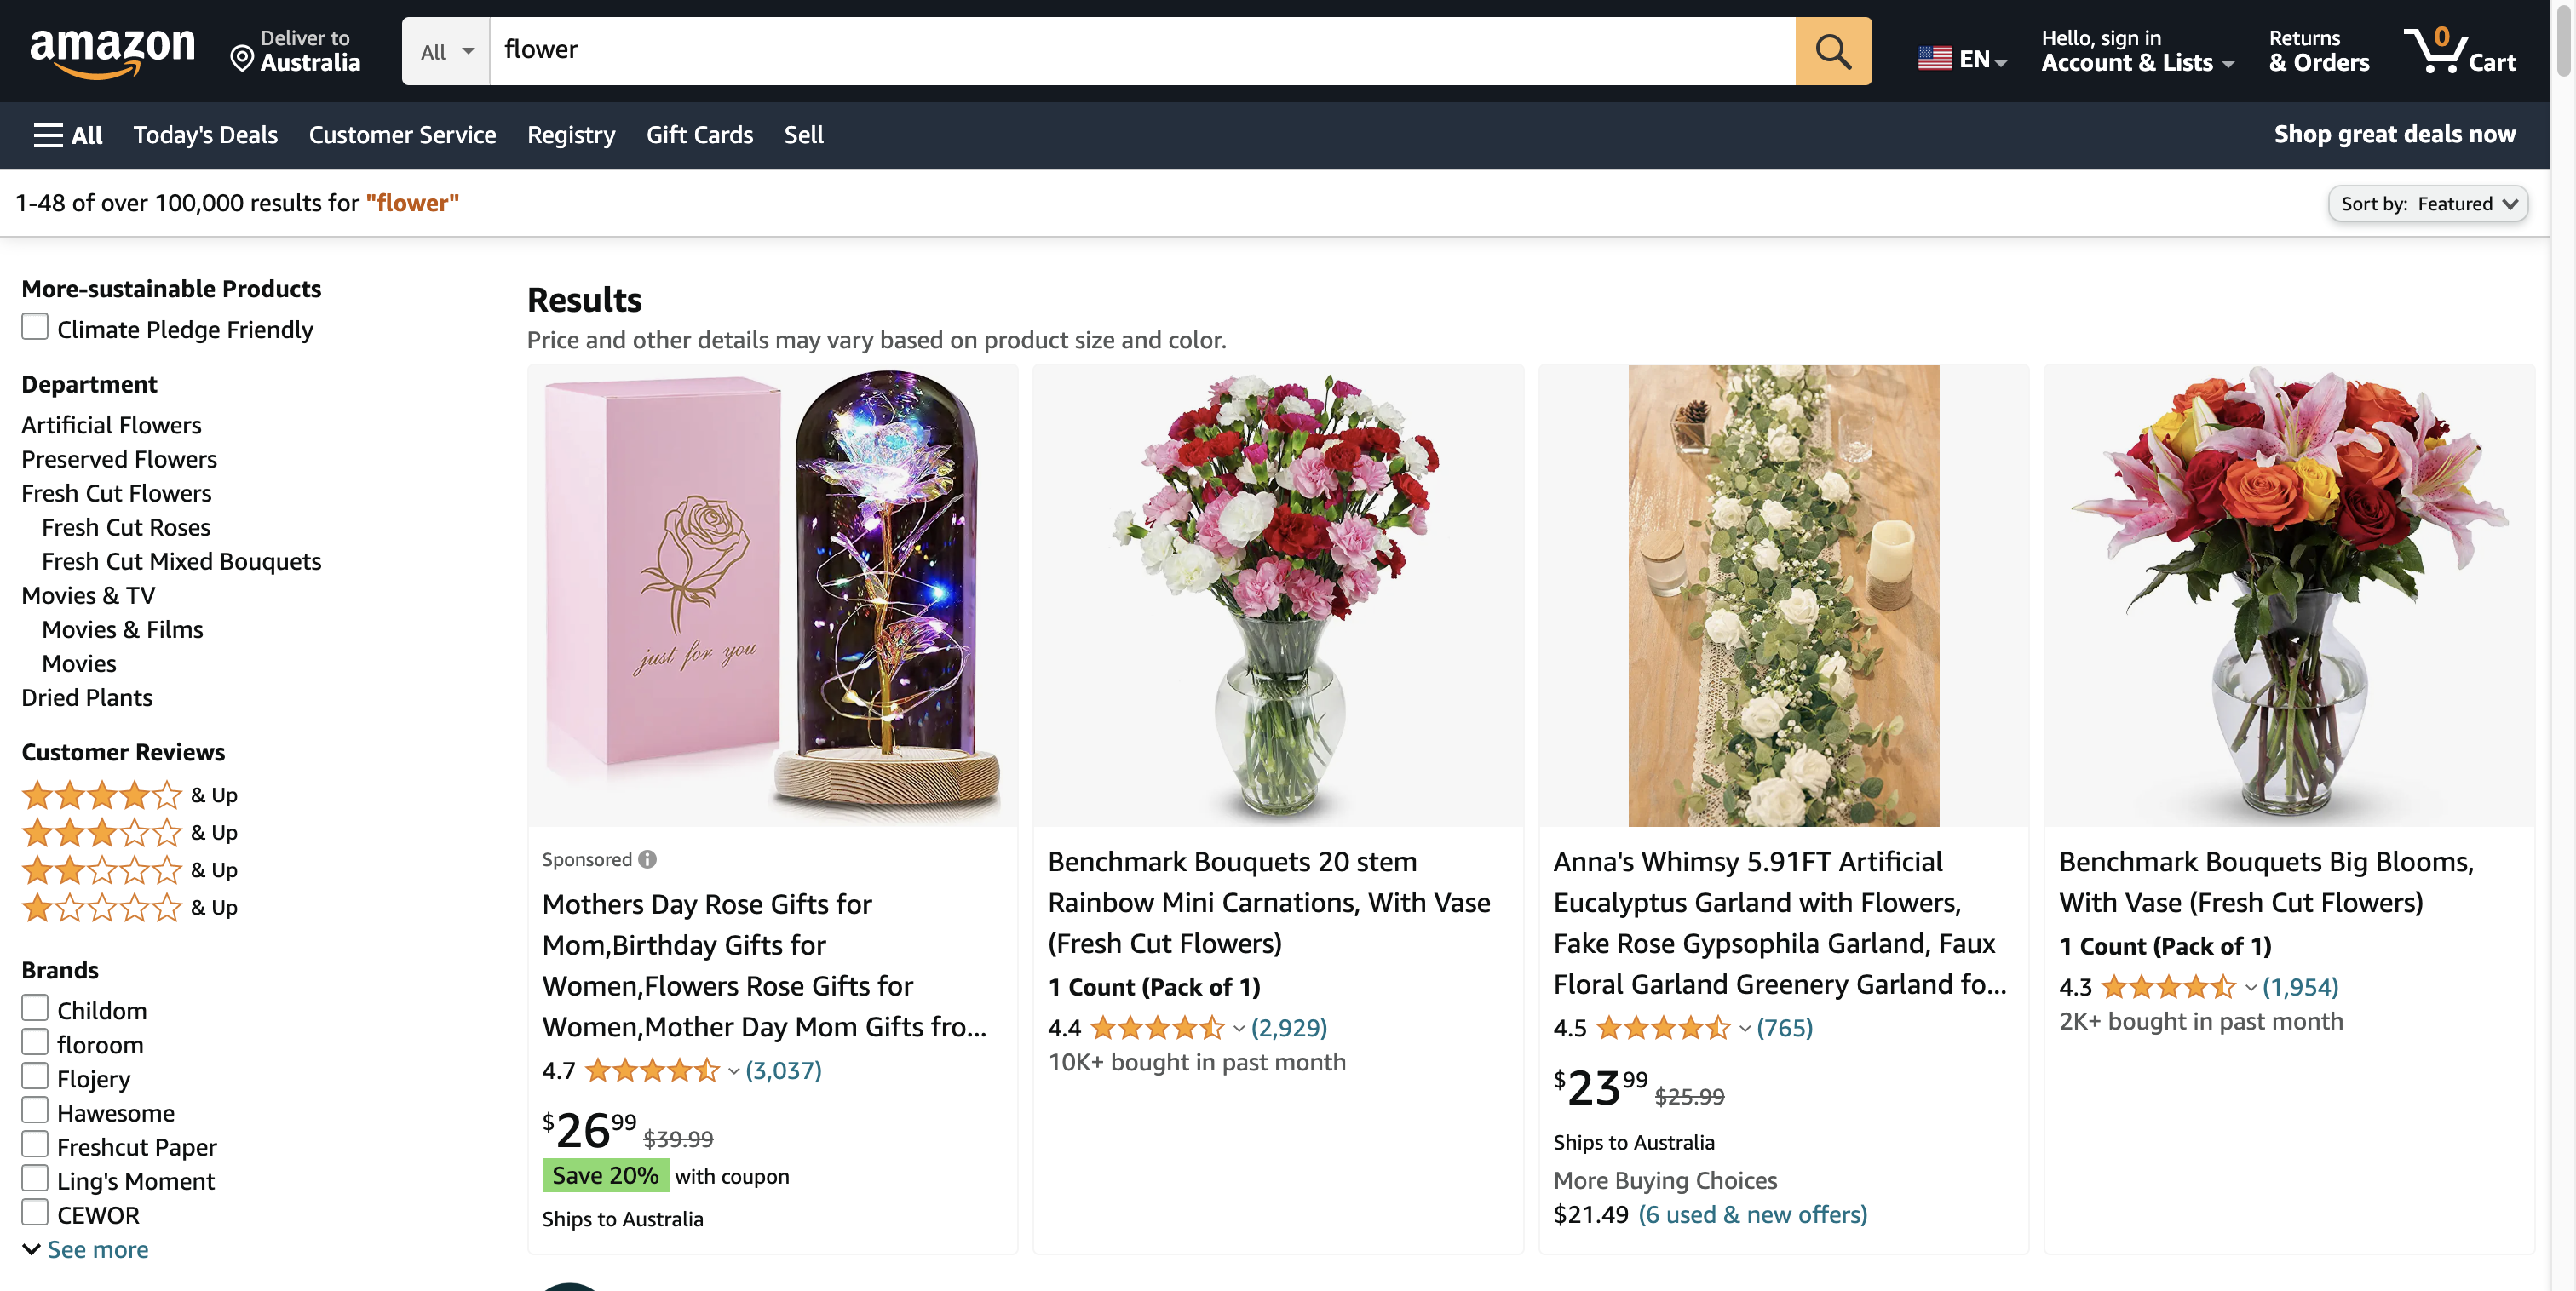 amazon
Deliver to
Australia
All
flower
EN
Hello, sign in
Account & Lists
Returns
& Orders
0
Cart
All
Today's Deals
Customer Service
Registry
Gift Cards
Sell
Shop great deals now
1-48 of over 100,000 results for "flower"
Sort by: Featured
More-sustainable Products
Climate Pledge Friendly
Department
Artificial Flowers
Preserved Flowers
Fresh Cut Flowers
Fresh Cut Roses
Fresh Cut Mixed Bouquets
Movies & TV
Movies & Films
Movies
Dried Plants
Customer Reviews
& Up
& Up
& Up
& Up
Brands
Childom
floroom
Flojery
Hawesome
Freshcut Paper
Ling's Moment
CEWOR
See more
Results
Price and other details may vary based on product size and color.
just for you
Sponsored
Mothers Day Rose Gifts for
Mom,Birthday Gifts for
Women,Flowers Rose Gifts for
Women,Mother Day Mom Gifts fro...
4.7 (3,037)
$26 99 $39.99
Save 20% with coupon
Ships to Australia
Benchmark Bouquets 20 stem
Rainbow Mini Carnations, With Vase
(Fresh Cut Flowers)
1 Count (Pack of 1)
4.4 (2,929)
10K+ bought in past month
Anna's Whimsy 5.91FT Artificial
Eucalyptus Garland with Flowers,
Fake Rose Gypsophila Garland, Faux
Floral Garland Greenery Garland fo...
4.5 (765)
$23 99 $25.99
Ships to Australia
More Buying Choices
$21.49 (6 used & new offers)
Benchmark Bouquets Big Blooms,
With Vase (Fresh Cut Flowers)
1 Count (Pack of 1)
4.3 (1,954)
2K+ bought in past month